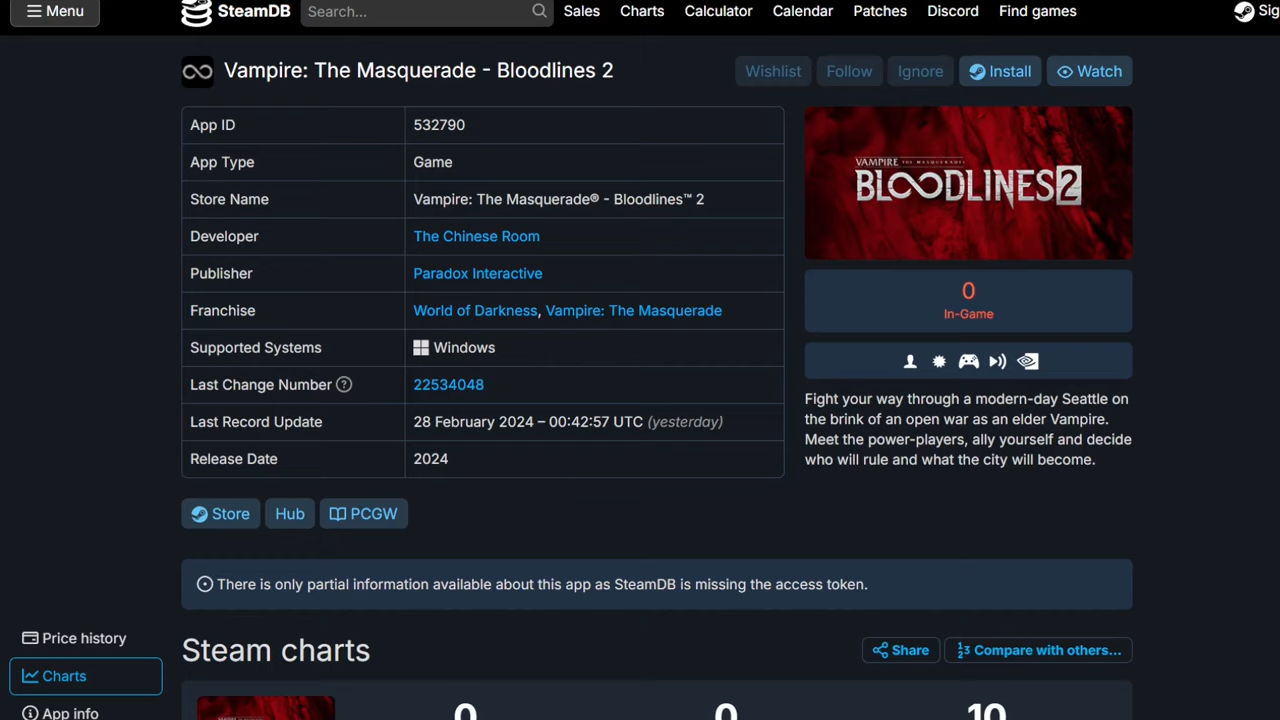 Menu
SteamDB
Search...
Sales
Charts
Calculator
Calendar
Patches
Discord
Find games
Sig
Vampire: The Masquerade - Bloodlines 2
Wishlist
Follow
Ignore
Install
Watch
App ID 532790
App Type Game
Store Name Vampire: The Masquerade® - Bloodlines™ 2
Developer The Chinese Room
Publisher Paradox Interactive
Franchise World of Darkness, Vampire: The Masquerade
Supported Systems Windows
Last Change Number ? 22534048
Last Record Update 28 February 2024 – 00:42:57 UTC (yesterday)
Release Date 2024
VAMPIRE THE MASQUERADE
BLOODLINES 2
0
In-Game
Fight your way through a modern-day Seattle on
the brink of an open war as an elder Vampire.
Meet the power-players, ally yourself and decide
who will rule and what the city will become.
Store
Hub
PCGW
There is only partial information available about this app as SteamDB is missing the access token.
Price history
Charts
App info
Steam charts
Share
Compare with others...
0
0
10